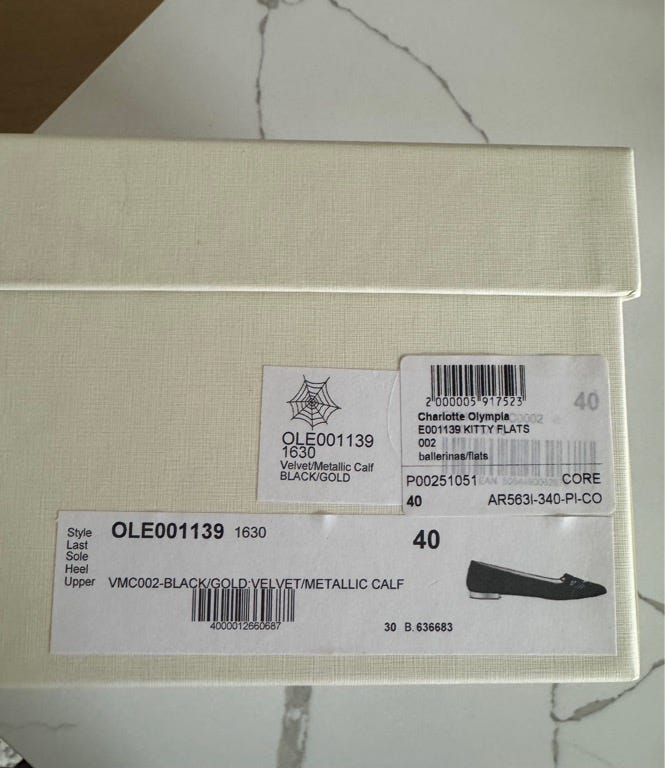 OLE001139
1630
Velvet/Metallic Calf
BLACK/GOLD
2 000005 917523
40
Charlotte Olympia
E001139 KITTY FLATS
002
ballerinas/flats
P00251051 CORE
40 AR563I-340-PI-CO
Style OLE001139 1630 40
Last
Sole
Heel
Upper VMC002-BLACK/GOLD:VELVET/METALLIC CALF
4000012660687
30 B. 636683